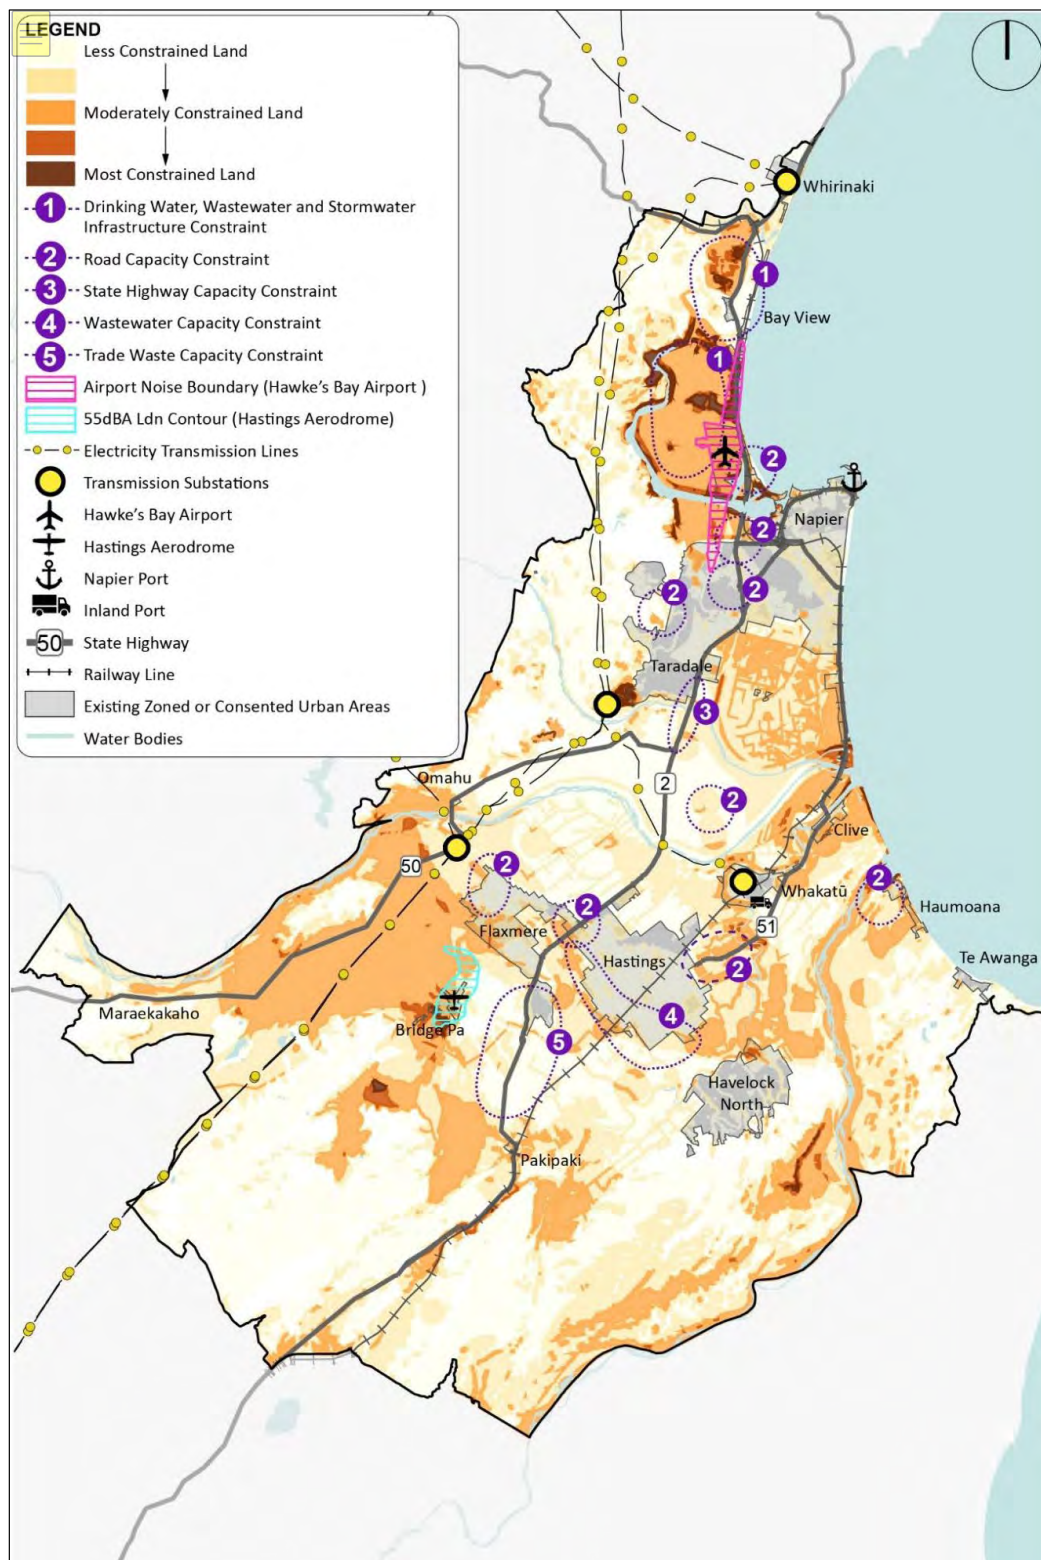 LEGEND
Less Constrained Land
Moderately Constrained Land
Most Constrained Land
1 Drinking Water, Wastewater and Stormwater
Infrastructure Constraint
2 Road Capacity Constraint
3 State Highway Capacity Constraint
4 Wastewater Capacity Constraint
5 Trade Waste Capacity Constraint
Airport Noise Boundary (Hawke's Bay Airport )
55dBA Ldn Contour (Hastings Aerodrome)
Electricity Transmission Lines
Transmission Substations
Hawke's Bay Airport
Hastings Aerodrome
Napier Port
Inland Port
50 State Highway
Railway Line
Existing Zoned or Consented Urban Areas
Water Bodies
Whirinaki
1
Bay View
1
2
Napier
2
2
2
Taradale
3
Omahu
2
2
Clive
50
2
Whakatū
2
Haumoana
2
Flaxmere
51
Hastings
2
Te Awanga
Maraekakaho
4
Bridge Pa
5
Havelock
North
Pakipaki